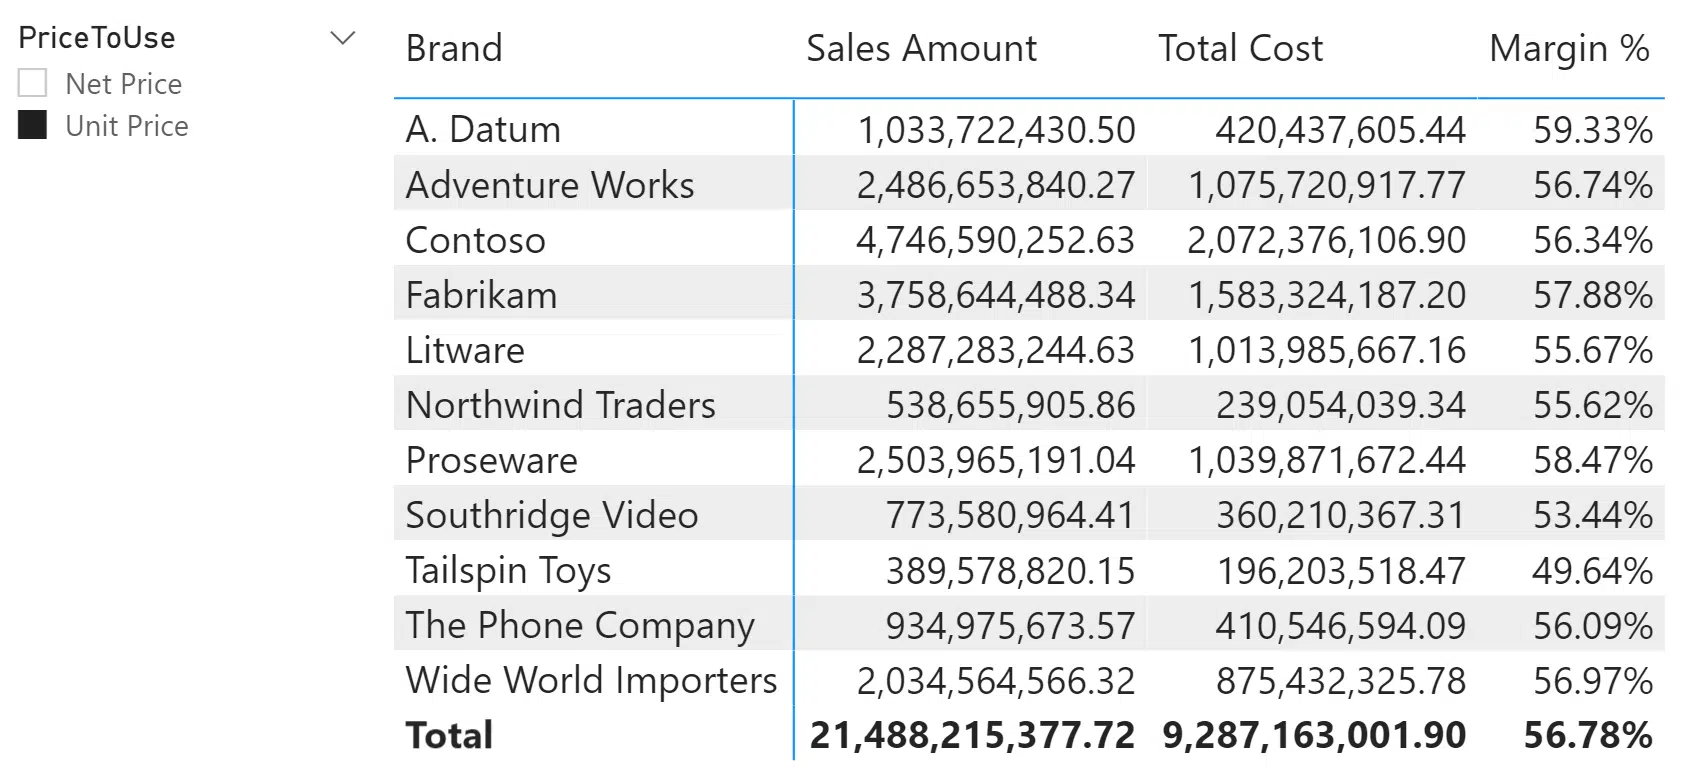 PriceToUse
Net Price
Unit Price
Brand Sales Amount Total Cost Margin %
A. Datum 1,033,722,430.50 420,437,605.44 59.33%
Adventure Works 2,486,653,840.27 1,075,720,917.77 56.74%
Contoso 4,746,590,252.63 2,072,376,106.90 56.34%
Fabrikam 3,758,644,488.34 1,583,324,187.20 57.88%
Litware 2,287,283,244.63 1,013,985,667.16 55.67%
Northwind Traders 538,655,905.86 239,054,039.34 55.62%
Proseware 2,503,965,191.04 1,039,871,672.44 58.47%
Southridge Video 773,580,964.41 360,210,367.31 53.44%
Tailspin Toys 389,578,820.15 196,203,518.47 49.64%
The Phone Company 934,975,673.57 410,546,594.09 56.09%
Wide World Importers 2,034,564,566.32 875,432,325.78 56.97%
Total 21,488,215,377.72 9,287,163,001.90 56.78%